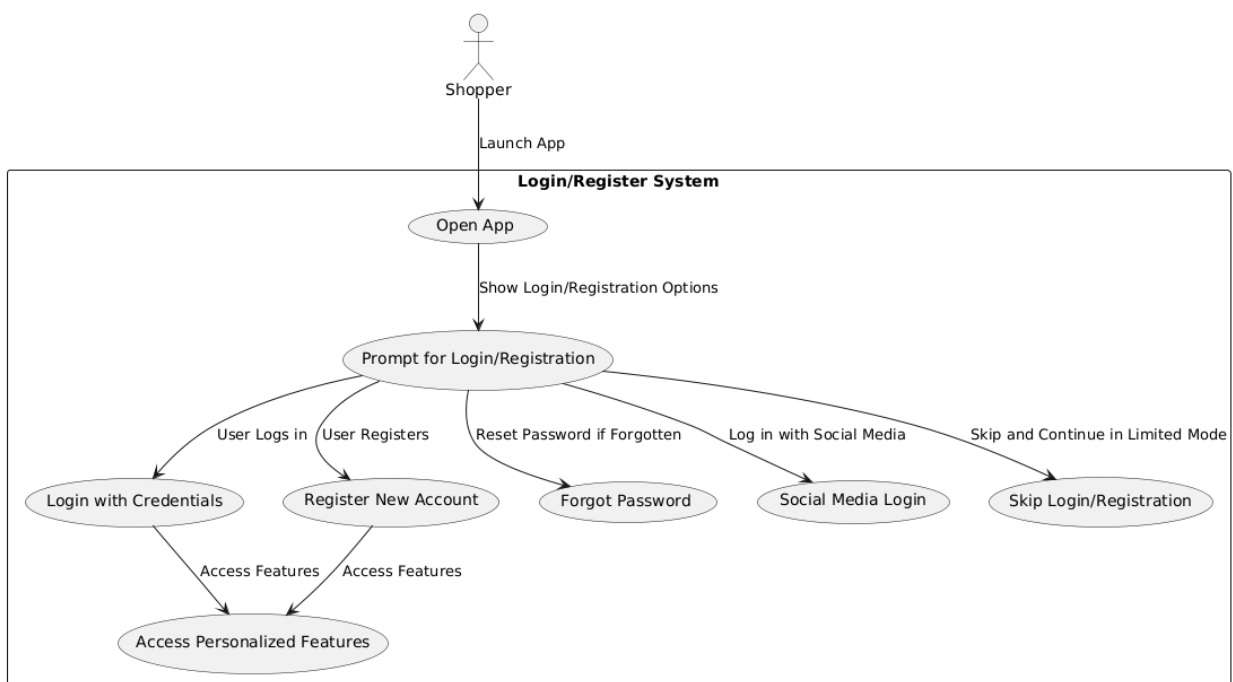 Shopper
Launch App
Login/Register System
Open App
Show Login/Registration Options
Prompt for Login/Registration
User Logs in
User Registers
Reset Password if Forgotten
Log in with Social Media
Skip and Continue in Limited Mode
Login with Credentials
Register New Account
Forgot Password
Social Media Login
Skip Login/Registration
Access Features
Access Features
Access Personalized Features